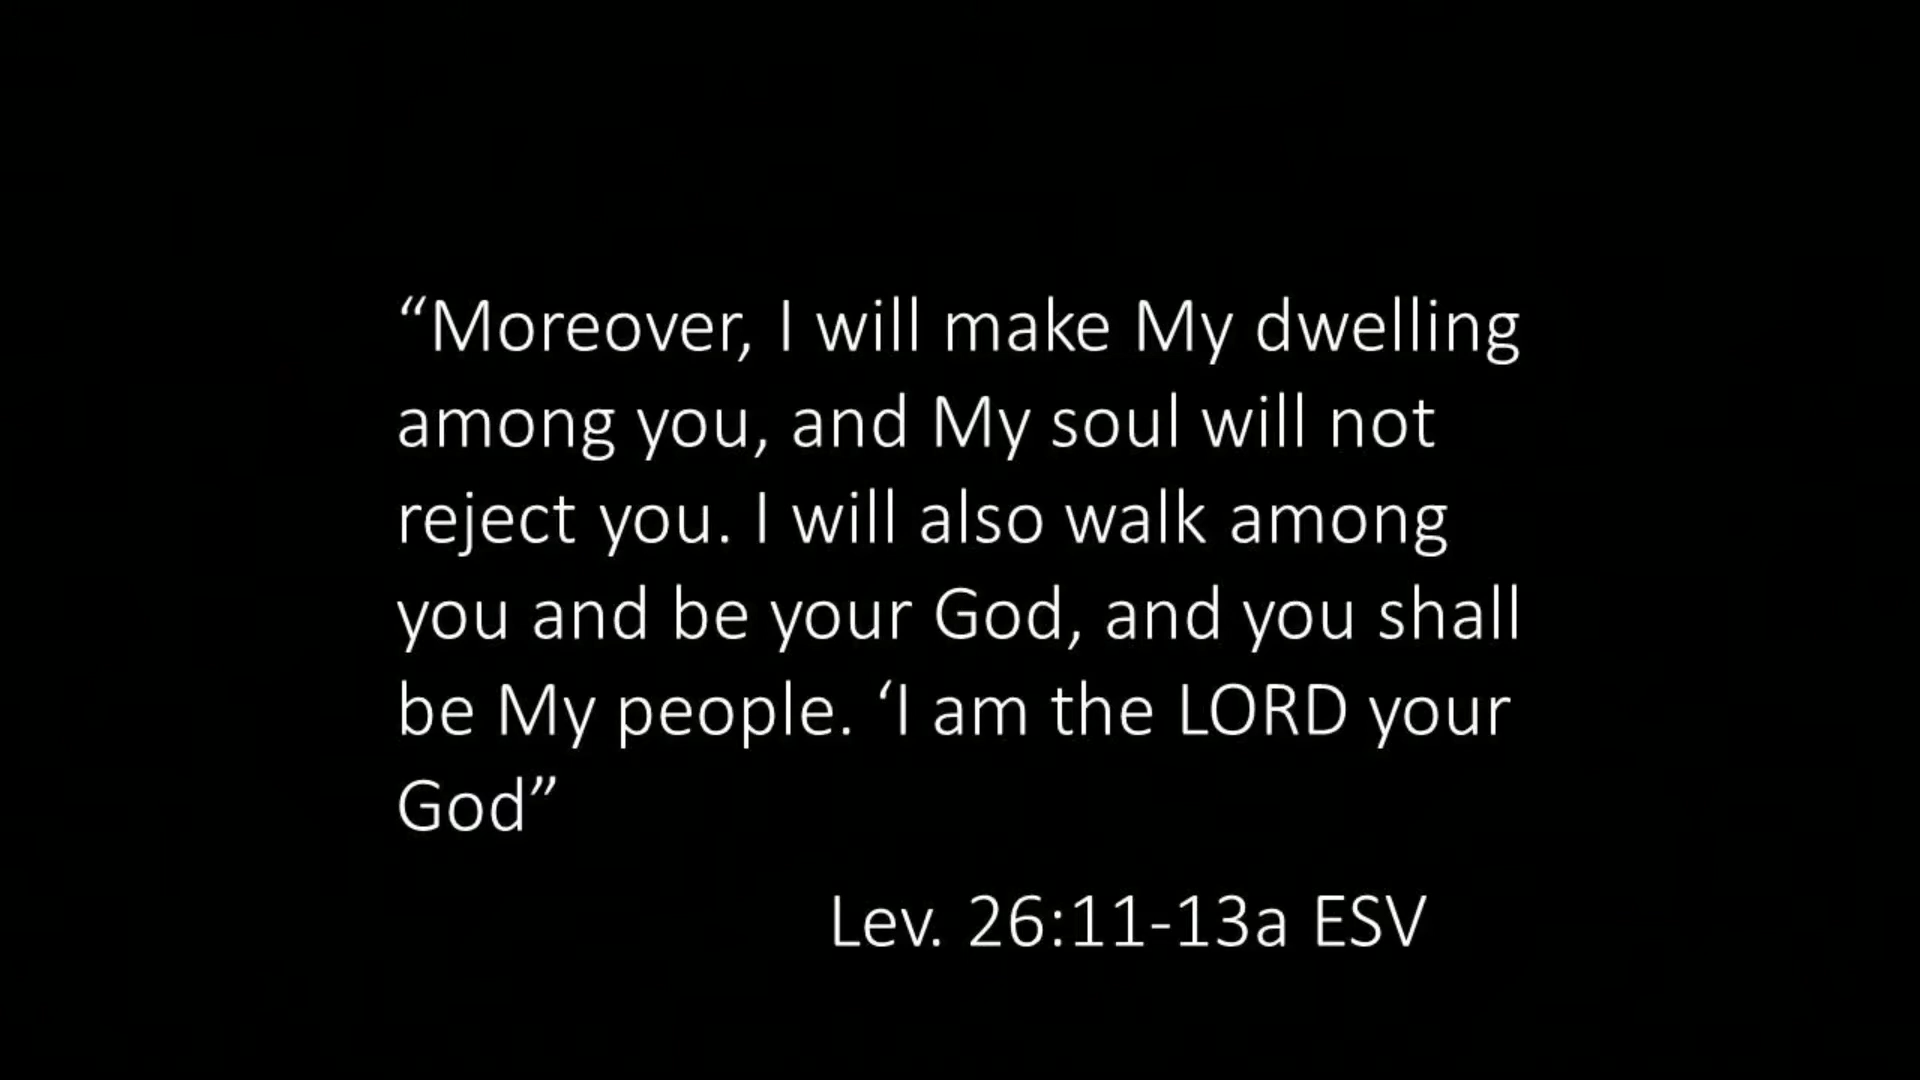 “Moreover, I will make My dwelling
among you, and My soul will not
reject you. I will also walk among
you and be your God, and you shall
be My people. ‘I am the LORD your
God”
Lev. 26:11-13a ESV